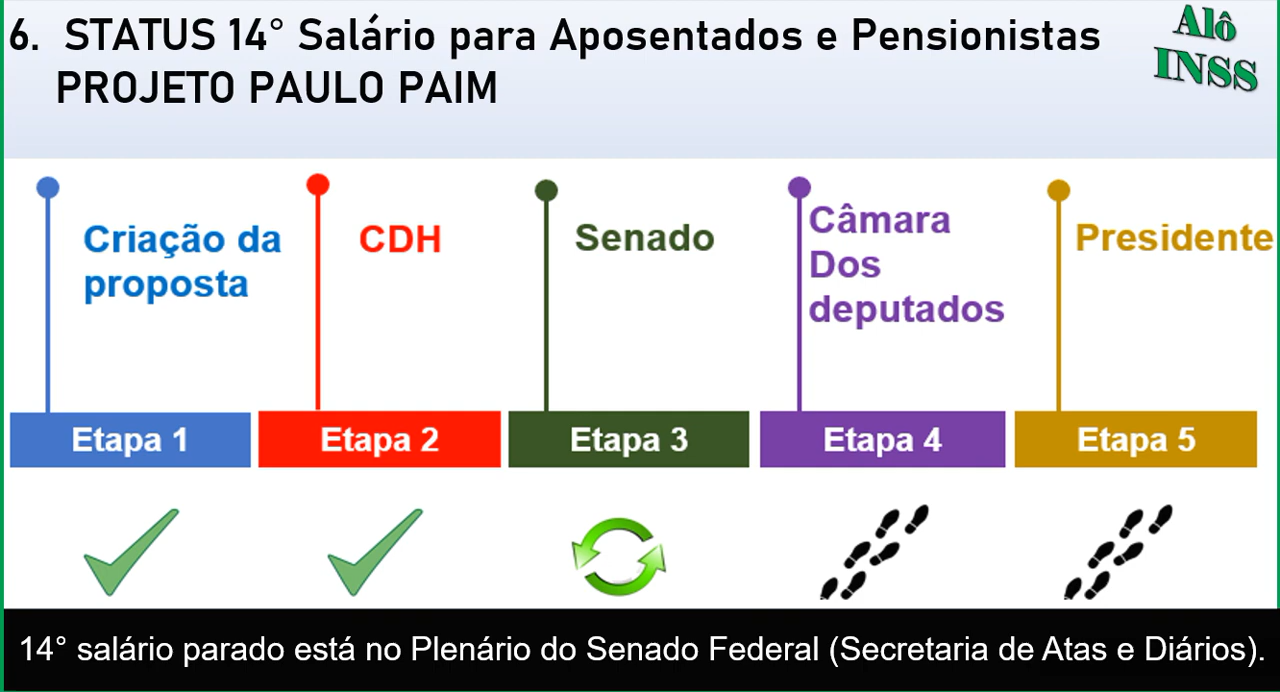 6. STATUS 14° Salário para Aposentados e Pensionistas
PROJETO PAULO PAIM
Alô
INSS
Criação da
proposta
CDH
Senado
Câmara
Dos
deputados
Presidente
Etapa 1
Etapa 2
Etapa 3
Etapa 4
Etapa 5
14° salário parado está no Plenário do Senado Federal (Secretaria de Atas e Diários).